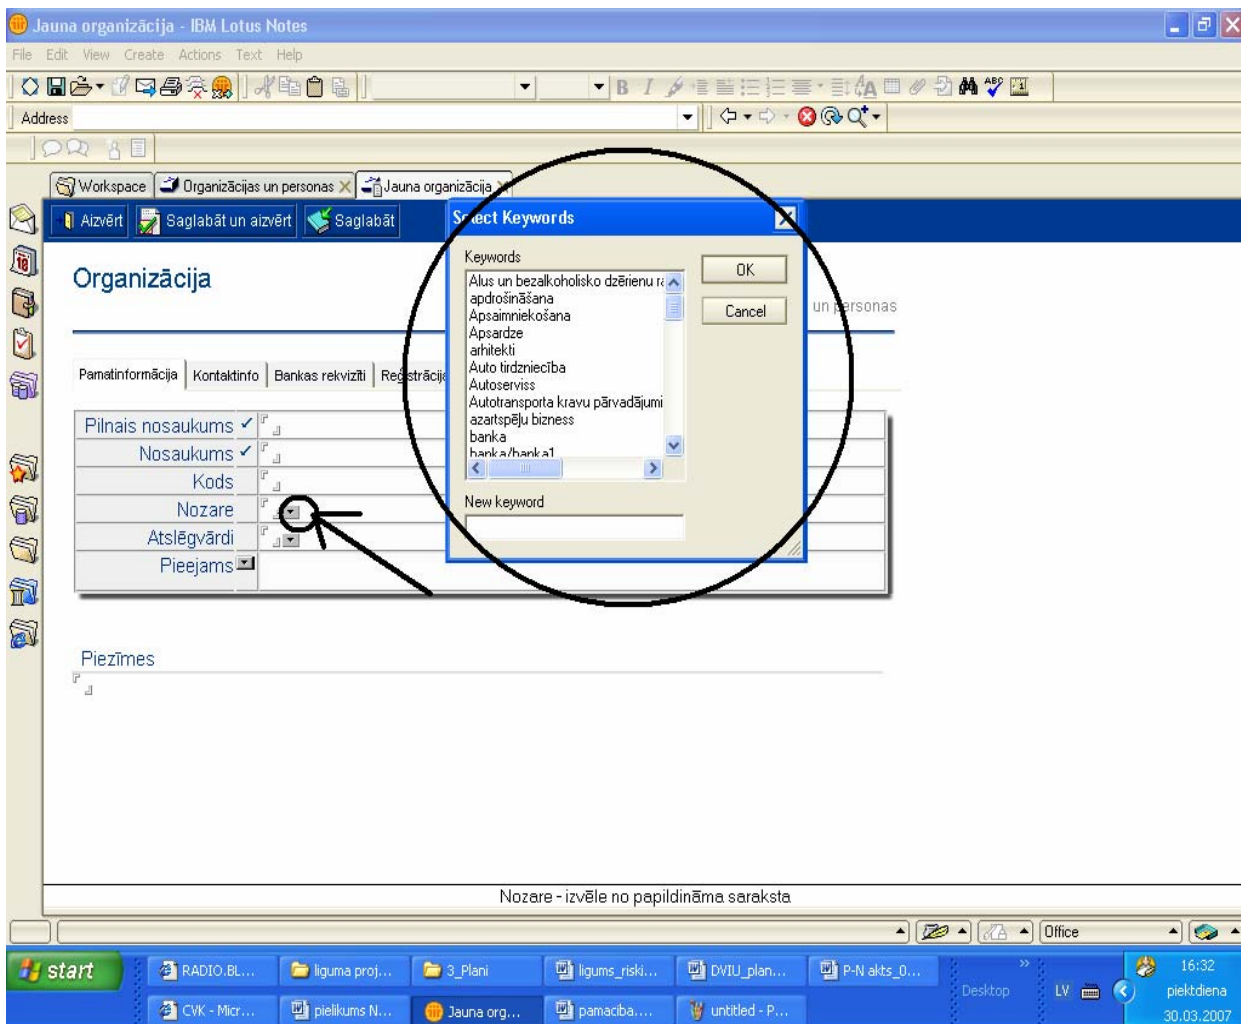 Jauna organizācija - IBM Lotus Notes
File Edit View Create Actions Text Help
Address
Workspace Organizācijas un personas Jauna organizācija
Aizvērt Saglabāt un aizvērt Saglabāt
Select Keywords
Keywords
OK
Cancel
Alus un bezalkoholisko dzērienu ra
apdrošināšana
Apsaimniekošana
Apsardze
arhitekti
Auto tirdzniecība
Autoserviss
Autotransporta kravu pārvadājumi
azartspēļu bizness
banka
banka/banka1
New keyword
Organizācija
un personas
Pamatinformācija Kontaktinfo Bankas rekvizīti Reģistrācija
Pilnais nosaukums
Nosaukums
Kods
Nozare
Atslēgvārdi
Pieejams
Piezīmes
Nozare - izvēle no papildināma saraksta
Office
start RADIO.BL... liguma proj... 3_Plani ligums_riski... DVIU_plan... P-N akts_0... 16:32
Desktop LV piektdiena
CVK - Micr... pielikums N... Jauna org... pamaciba.... untitled - P... 30.03.2007